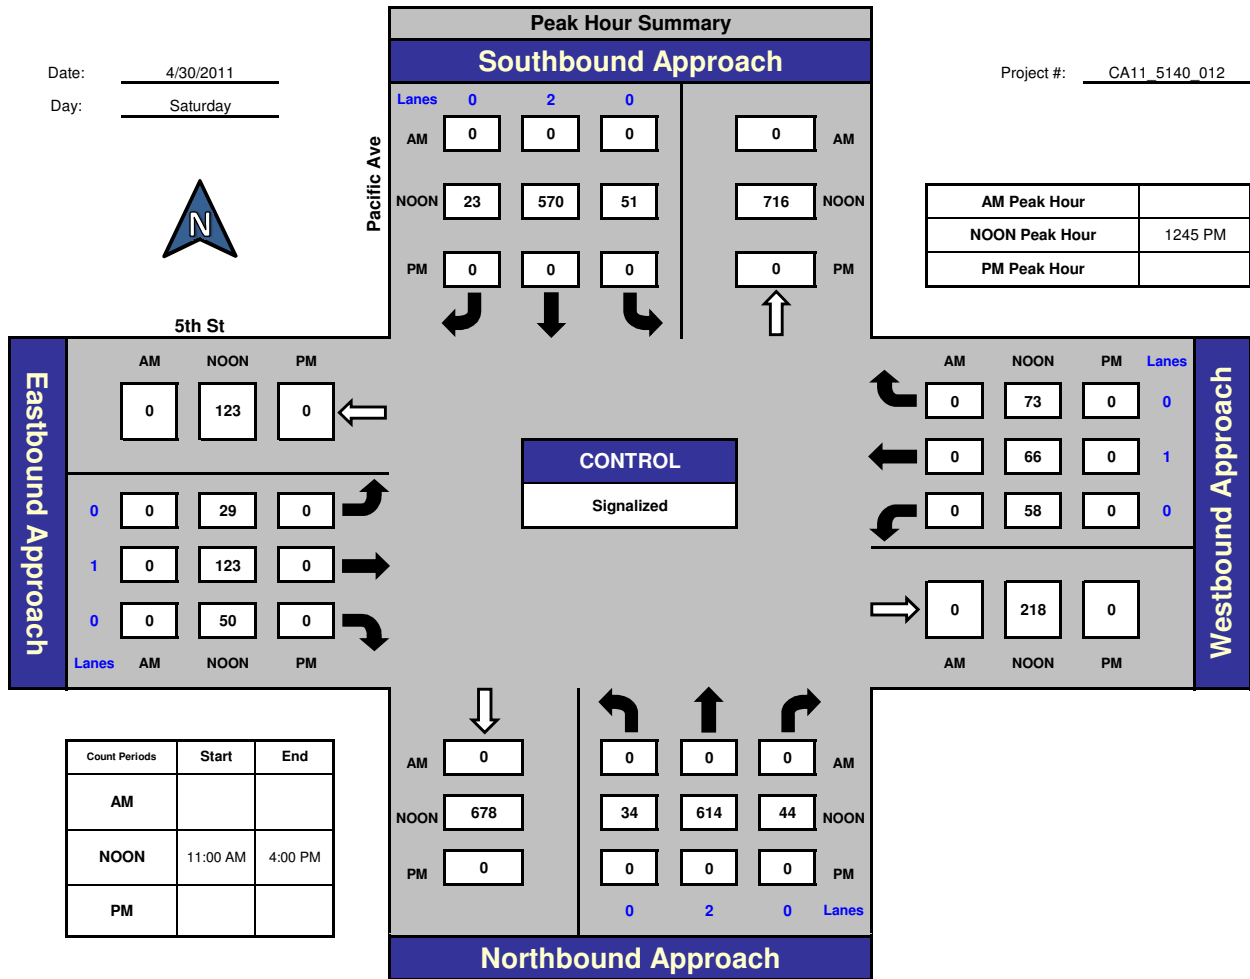 Peak Hour Summary
Southbound Approach
Date: 4/30/2011
Project #: CA11_5140_012
Day: Saturday
Lanes 0 2 0
AM 0 0 0 0 AM
Pacific Ave
NOON 23 570 51 716 NOON
PM 0 0 0 0 PM
N
AM Peak Hour
NOON Peak Hour 1245 PM
PM Peak Hour
5th St
Eastbound Approach
AM NOON PM
0 123 0
0 0 29 0
1 0 123 0
0 0 50 0
Lanes AM NOON PM
CONTROL
Signalized
AM NOON PM Lanes
0 73 0 0
0 66 0 1
0 58 0 0
0 218 0
AM NOON PM
Westbound Approach
Count Periods Start End
AM
NOON 11:00 AM 4:00 PM
PM
AM 0 0 0 0 AM
NOON 678 34 614 44 NOON
PM 0 0 0 0 PM
0 2 0 Lanes
Northbound Approach